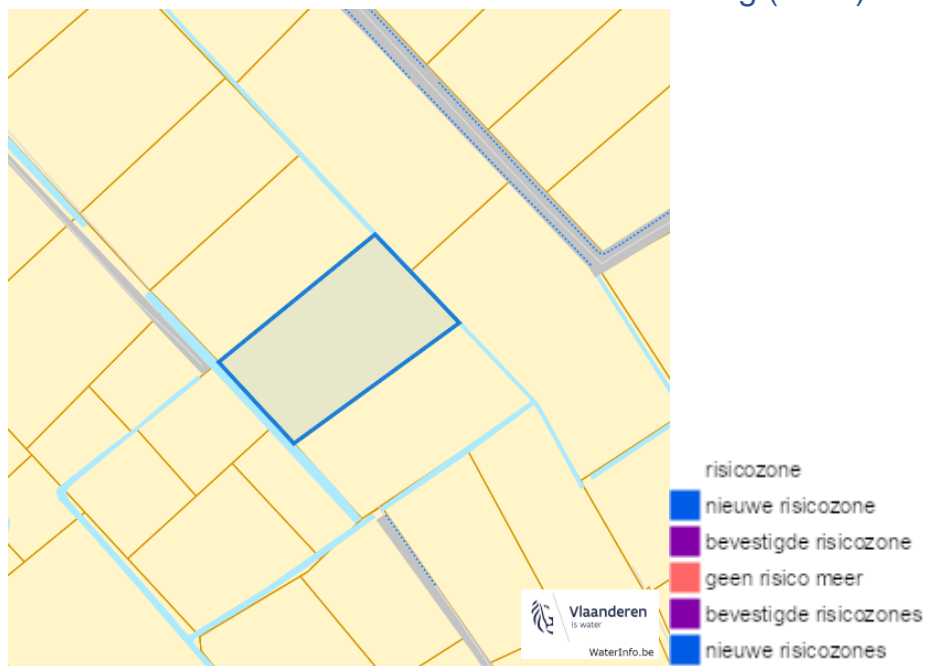 risicozone
nieuwe risicozone
bevestigde risicozone
geen risico meer
bevestigde risicozones
nieuwe risicozones
Vlaanderen
is water
WaterInfo.be